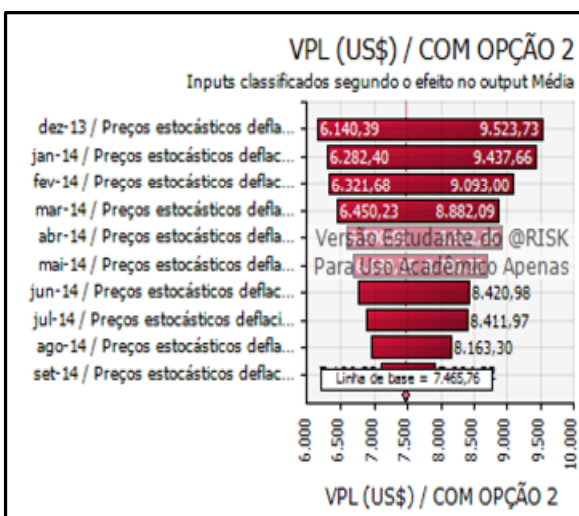 VPL (US$) / COM OPÇÃO 2
Inputs classificados segundo o efeito no output Média
dez-13 / Preços estocásticos defla... 6.140,39 9.523,73
jan-14 / Preços estocásticos deflac... 6.282,40 9.437,66
fev-14 / Preços estocásticos defla... 6.321,68 9.093,00
mar-14 / Preços estocásticos defla... 6.450,23 8.882,09
abr-14 / Preços estocásticos defla...
Versão Estudante do @RISK
mai-14 / Preços estocásticos defla...
Para Uso Acadêmico Apenas
jun-14 / Preços estocásticos deflac... 8.420,98
jul-14 / Preços estocásticos deflaci... 8.411,97
ago-14 / Preços estocásticos defla... 8.163,30
set-14 / Preços estocásticos deflac...
Linha de base = 7.465,76
6.000 6.500 7.000 7.500 8.000 8.500 9.000 9.500 10.000
VPL (US$) / COM OPÇÃO 2